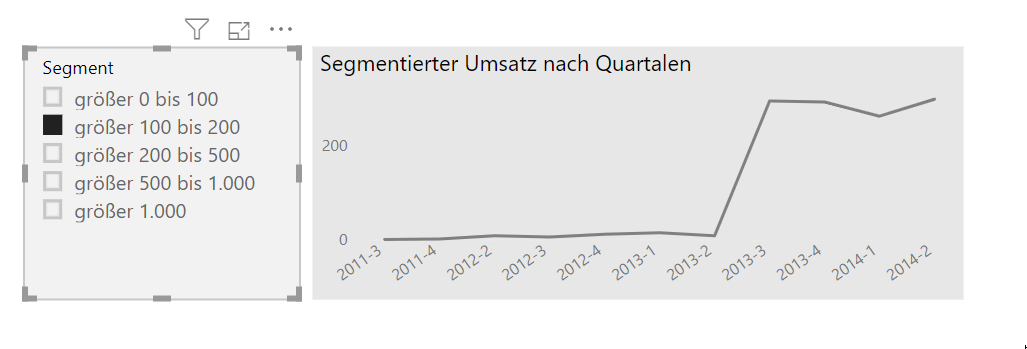 Segment
größer 0 bis 100
größer 100 bis 200
größer 200 bis 500
größer 500 bis 1.000
größer 1.000
Segmentierter Umsatz nach Quartalen
200
0
2011-3
2011-4
2012-2
2012-3
2012-4
2013-1
2013-2
2013-3
2013-4
2014-1
2014-2